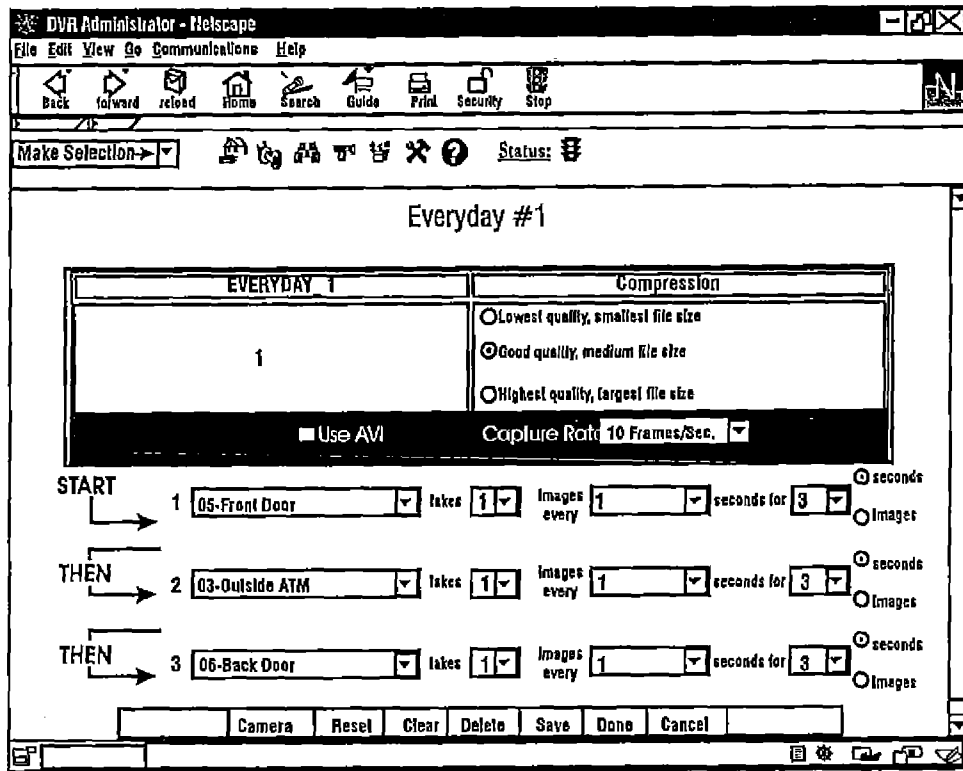 DVR Administrator - Netscape
File Edit View Go Communications Help
Back forward reload Home Search Guide Print Security Stop
N
Make Selection Status:
Everyday #1
EVERYDAY_1 Compression
1
Lowest quality, smallest file size
Good quality, medium file size
Highest quality, largest file size
Use AVI Capture Rate 10 Frames/Sec.
START 1 05-Front Door takes 1 images every 1 seconds for 3 seconds images
THEN 2 03-Outside ATM takes 1 images every 1 seconds for 3 seconds images
THEN 3 06-Back Door takes 1 images every 1 seconds for 3 seconds images
Camera Reset Clear Delete Save Done Cancel